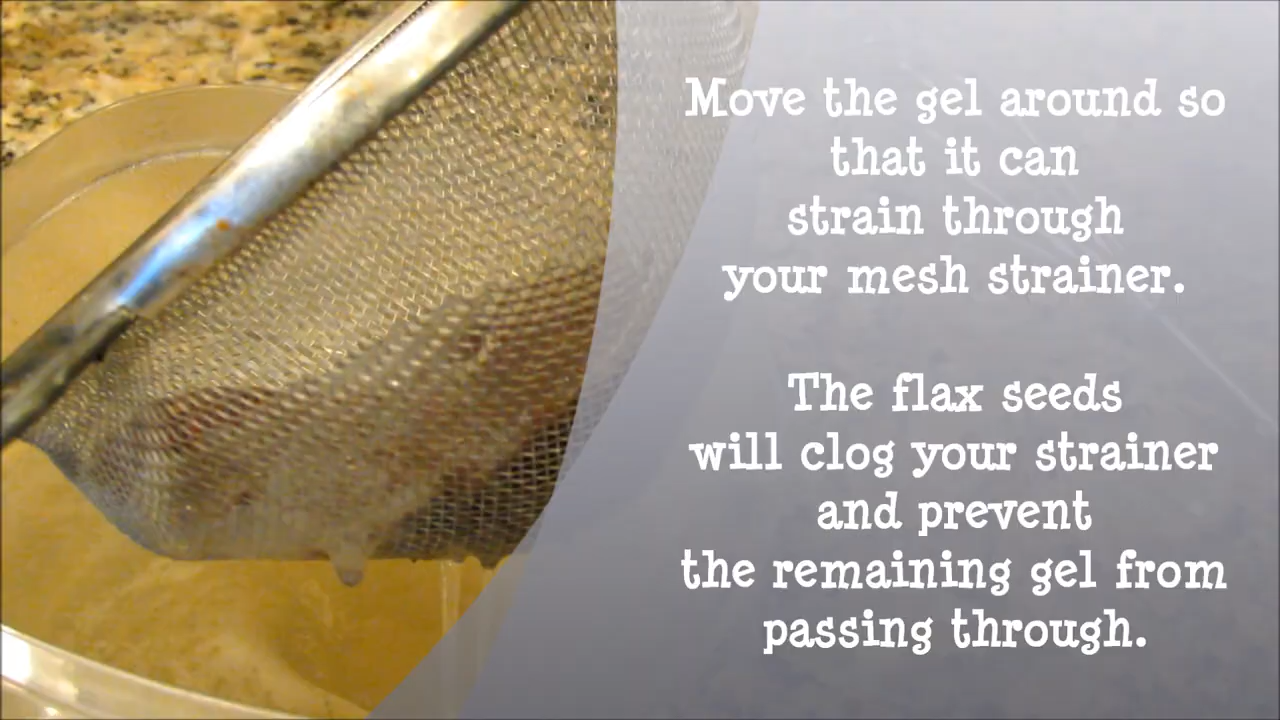 Move the gel around so
that it can
strain through
your mesh strainer.
The flax seeds
will clog your strainer
and prevent
the remaining gel from
passing through.